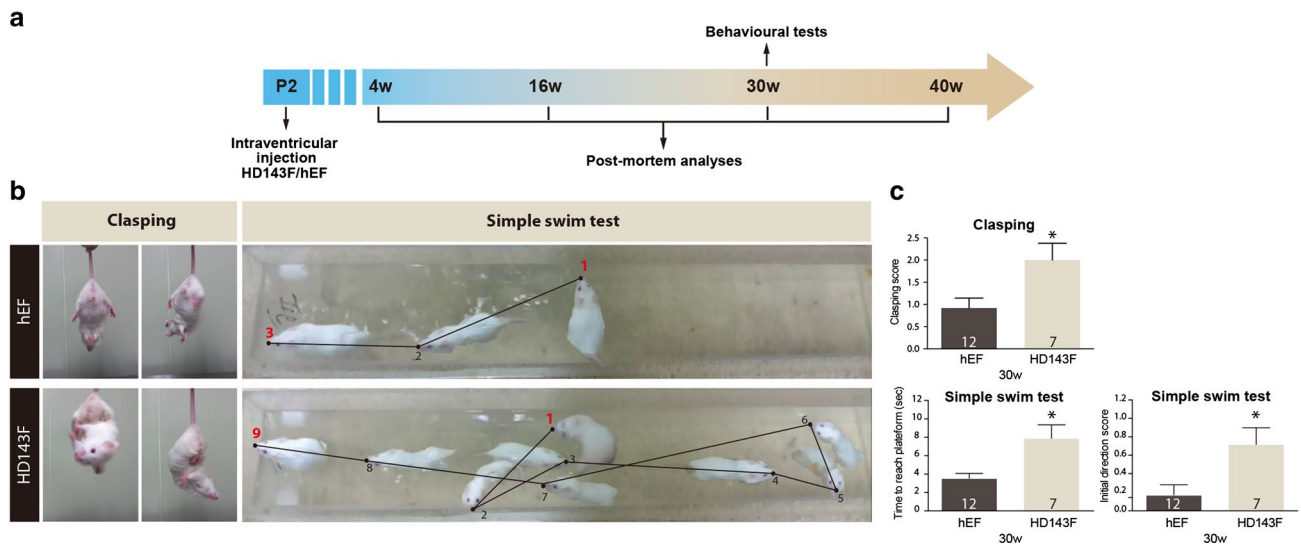 a
Behavioural tests
P2
4w
16w
30w
40w
Intraventricular
injection
HD143F/hEF
Post-mortem analyses
b
Clasping
Simple swim test
hEF
1
2
3
HD143F
1
2
3
4
5
6
7
8
9
c
Clasping
*
Clasping score
2.5
2.0
1.5
1.0
0.5
0.0
12
7
hEF
HD143F
30w
Simple swim test
*
Time to reach plateform (sec)
12
10
8
6
4
2
0
12
7
hEF
HD143F
30w
Simple swim test
*
Initial direction score
1.2
1.0
0.8
0.6
0.4
0.2
0.0
12
7
hEF
HD143F
30w